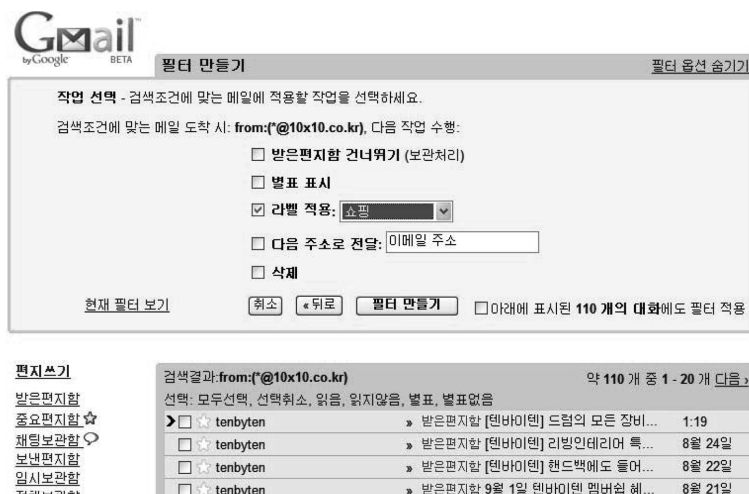 Gmail
by Google BETA
필터 만들기
필터 옵션 숨기기
작업 선택 - 검색조건에 맞는 메일에 적용할 작업을 선택하세요.
검색조건에 맞는 메일 도착 시: from:(*@10x10.co.kr), 다음 작업 수행:
받은편지함 건너뛰기 (보관처리)
별표 표시
라벨 적용: 쇼핑
다음 주소로 전달: 이메일 주소
삭제
현재 필터 보기
취소 « 뒤로 필터 만들기 아래에 표시된 110 개의 대화에도 필터 적용
편지쓰기
받은편지함
중요편지함
채팅보관함
보낸편지함
임시보관함
검색결과:from:(*@10x10.co.kr) 약 110 개 중 1 - 20 개 다음 ›
선택: 모두선택, 선택취소, 읽음, 읽지않음, 별표, 별표없음
tenbyten » 받은편지함 [텐바이텐] 드럼의 모든 장비... 1:19
tenbyten » 받은편지함 [텐바이텐] 리빙인테리어 특... 8월 24일
tenbyten » 받은편지함 [텐바이텐] 핸드백에도 들어... 8월 22일
tenbyten » 받은편지함 9월 1일 텐바이텐 멤버쉽 혜... 8월 21일